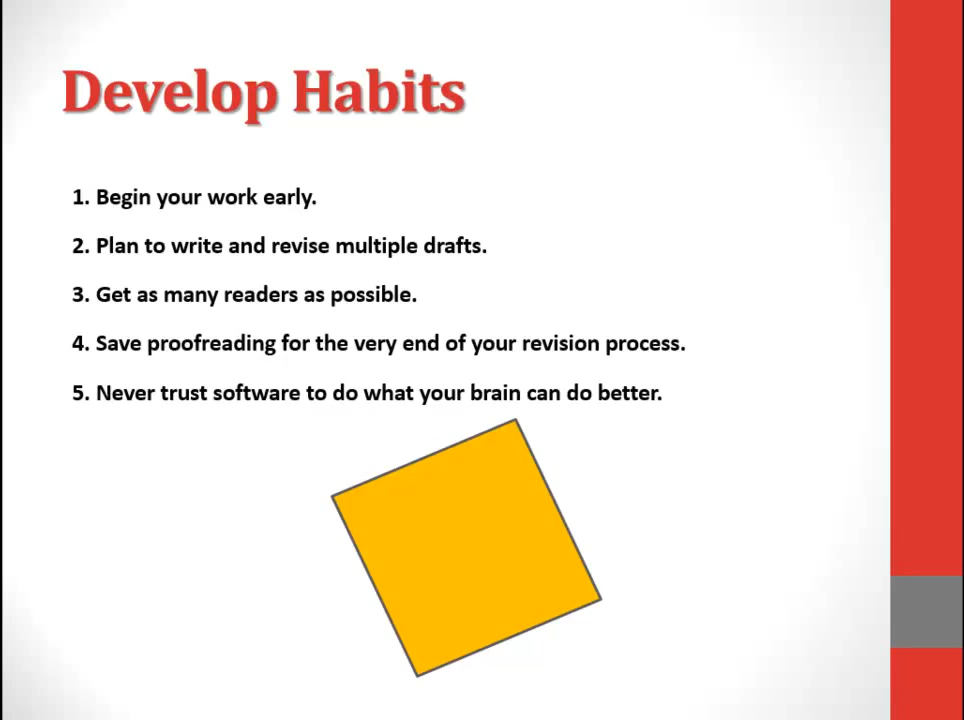 Develop Habits
1. Begin your work early.
2. Plan to write and revise multiple drafts.
3. Get as many readers as possible.
4. Save proofreading for the very end of your revision process.
5. Never trust software to do what your brain can do better.